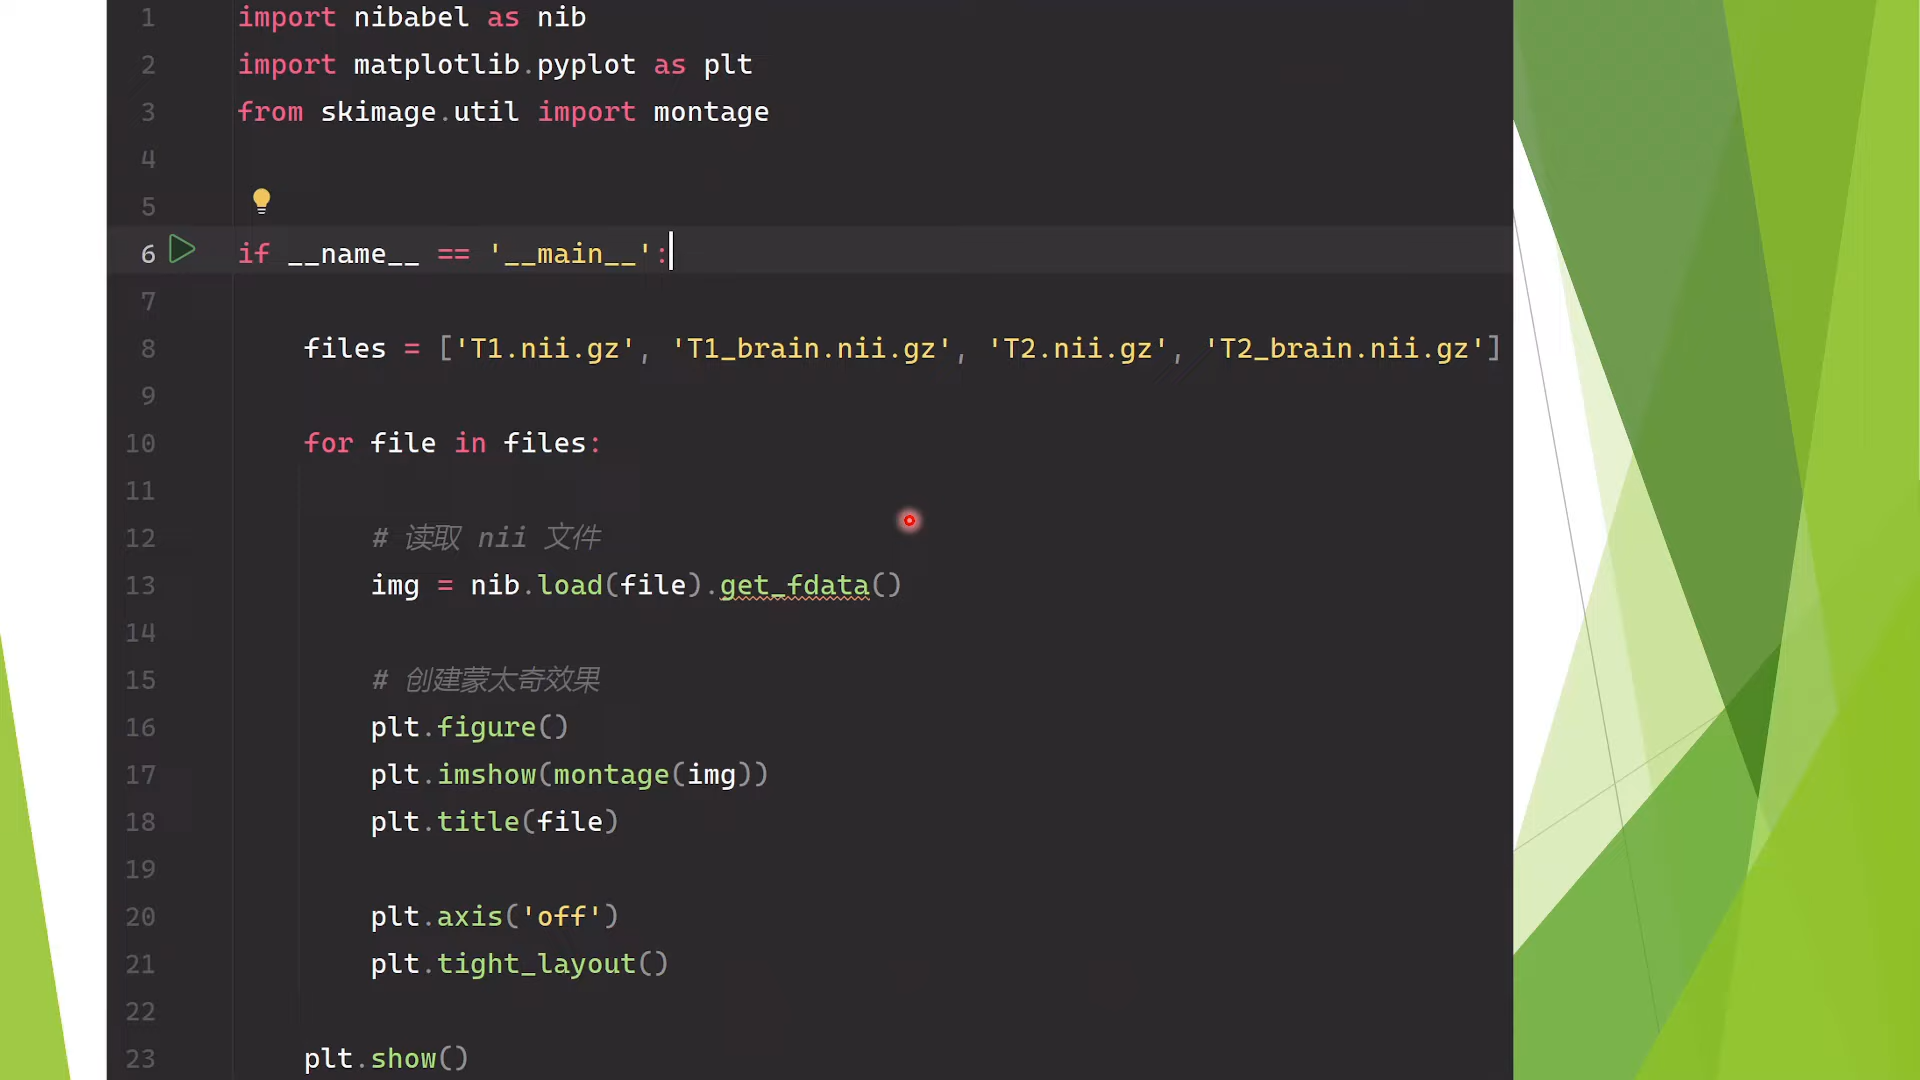 1 import nibabel as nib
2 import matplotlib.pyplot as plt
3 from skimage.util import montage
4
5
6 if __name__ == '__main__':
7
8 files = ['T1.nii.gz', 'T1_brain.nii.gz', 'T2.nii.gz', 'T2_brain.nii.gz']
9
10 for file in files:
11
12 # 读取 nii 文件
13 img = nib.load(file).get_fdata()
14
15 # 创建蒙太奇效果
16 plt.figure()
17 plt.imshow(montage(img))
18 plt.title(file)
19
20 plt.axis('off')
21 plt.tight_layout()
22
23 plt.show()